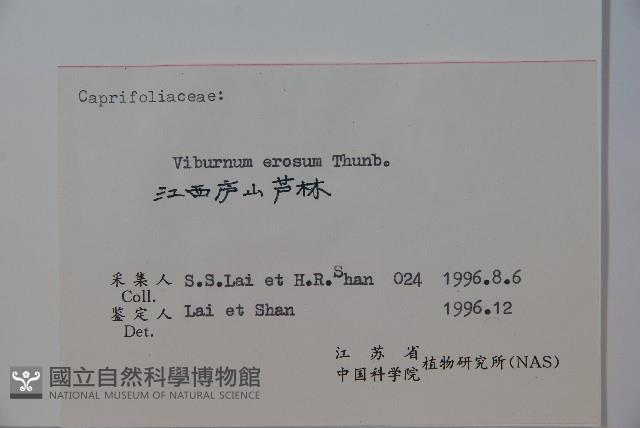 Caprifoliaceae:
Viburnum erosum Thunb.
江西庐山芦林
采集人 S.S.Lai et H.R.Shan 024 1996.8.6
Coll.
鉴定人 Lai et Shan 1996.12
Det.
江苏省
中国科学院 植物研究所(NAS)
國立自然科學博物館
NATIONAL MUSEUM OF NATURAL SCIENCE